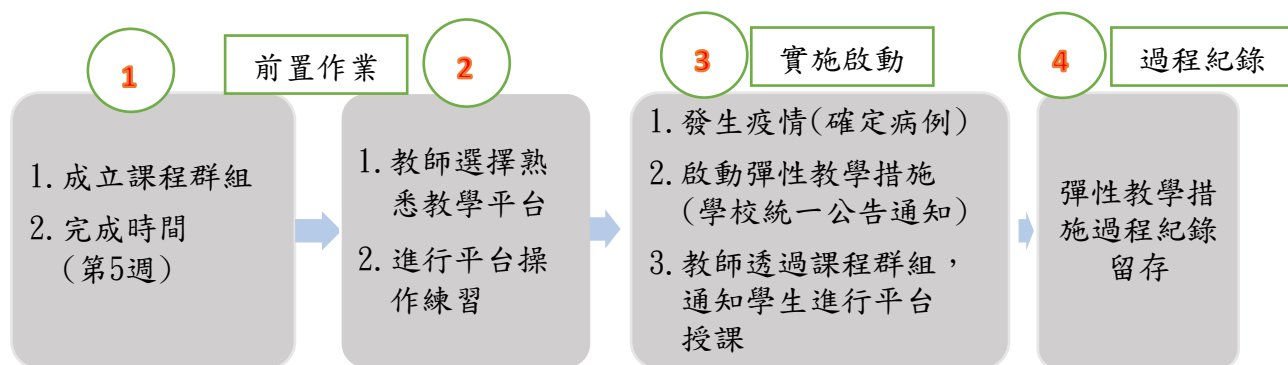 1
前置作業
2
3
實施啟動
4
過程紀錄
1. 成立課程群組
2. 完成時間
(第5週)
1. 教師選擇熟
悉教學平台
2. 進行平台操
作練習
1. 發生疫情(確定病例)
2. 啟動彈性教學措施
(學校統一公告通知)
3. 教師透過課程群組，
通知學生進行平台
授課
彈性教學措
施過程紀錄
留存